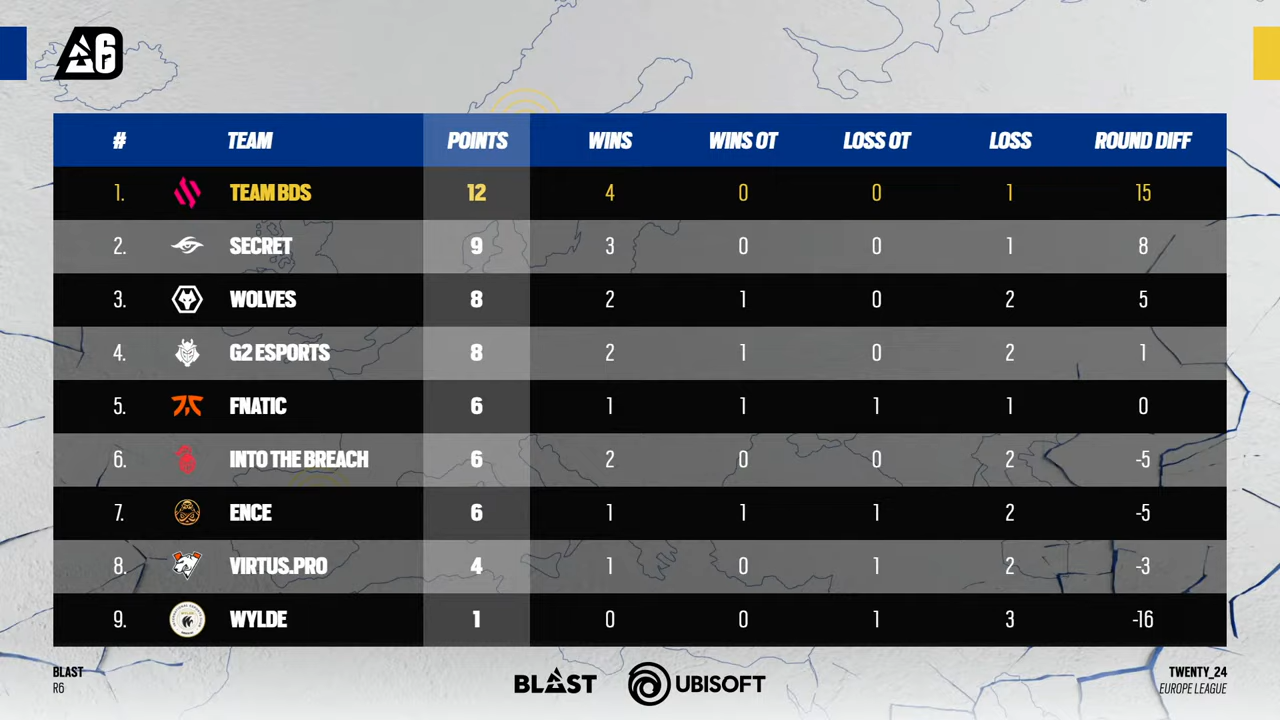 6
# TEAM POINTS WINS WINS OT LOSS OT LOSS ROUND DIFF
1. TEAM BDS 12 4 0 0 1 15
2. SECRET 9 3 0 0 1 8
3. WOLVES 8 2 1 0 2 5
4. G2 ESPORTS 8 2 1 0 2 1
5. FNATIC 6 1 1 1 1 0
6. INTO THE BREACH 6 2 0 0 2 -5
7. ENCE 6 1 1 1 2 -5
8. VIRTUS.PRO 4 1 0 1 2 -3
9. WYLDE 1 0 0 1 3 -16
BLAST
R6
BLAST UBISOFT
TWENTY_24
EUROPE LEAGUE